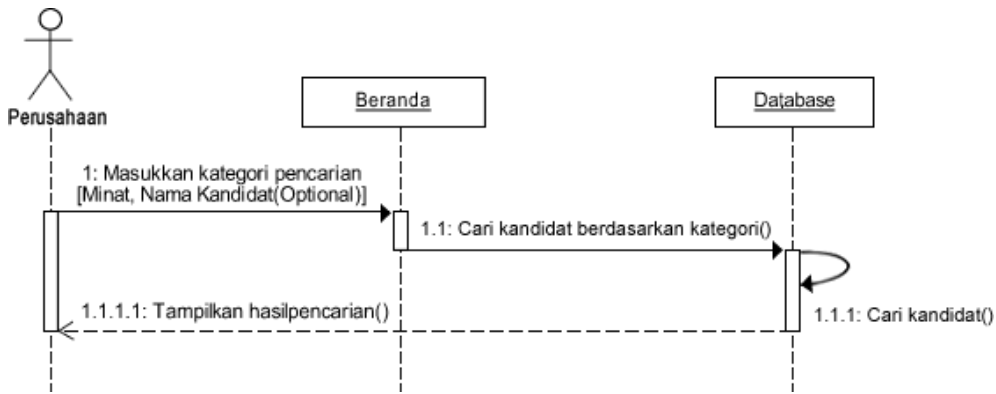 Perusahaan
Beranda
Database
1: Masukkan kategori pencarian
[Minat, Nama Kandidat(Optional)]
1.1: Cari kandidat berdasarkan kategori()
1.1.1: Cari kandidat()
1.1.1.1: Tampilkan hasilpencarian()